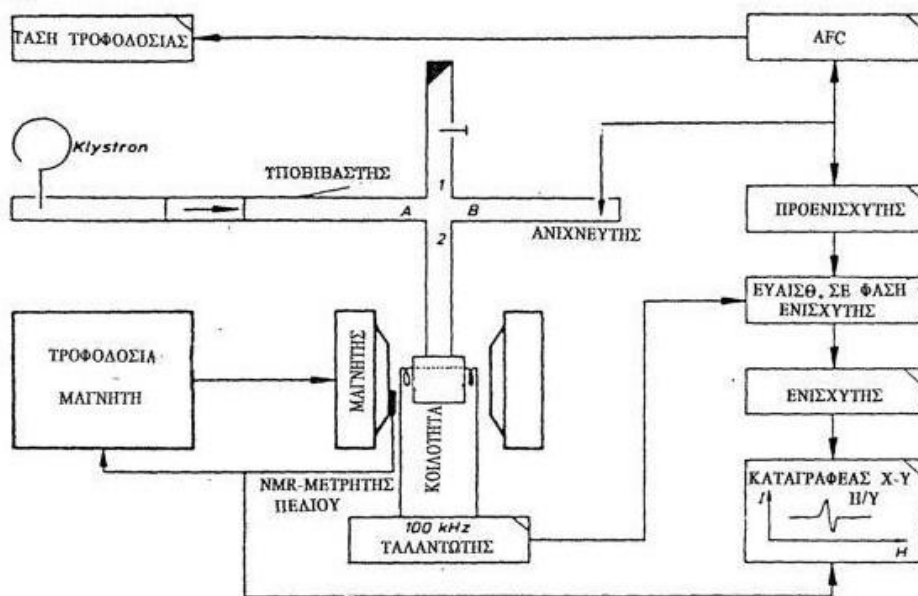 ΤΑΣΗ ΤΡΟΦΟΔΟΣΙΑΣ
AFC
Klystron
ΥΠΟΒΙΒΑΣΤΗΣ
1
A
B
2
ΑΝΙΧΝΕΥΤΗΣ
ΠΡΟΕΝΙΣΧΥΤΗΣ
ΕΥΑΙΣΘ. ΣΕ ΦΑΣΗ
ΕΝΙΣΧΥΤΗΣ
ΤΡΟΦΟΔΟΣΙΑ
ΜΑΓΝΗΤΗ
ΜΑΓΝΗΤΗΣ
ΚΟΙΛΟΤΗΤΑ
ΕΝΙΣΧΥΤΗΣ
NMR-ΜΕΤΡΗΤΗΣ
ΠΕΔΙΟΥ
100 kHz
ΤΑΛΑΝΤΩΤΗΣ
ΚΑΤΑΓΡΑΦΕΑΣ X-Y
Η/Υ
I
H